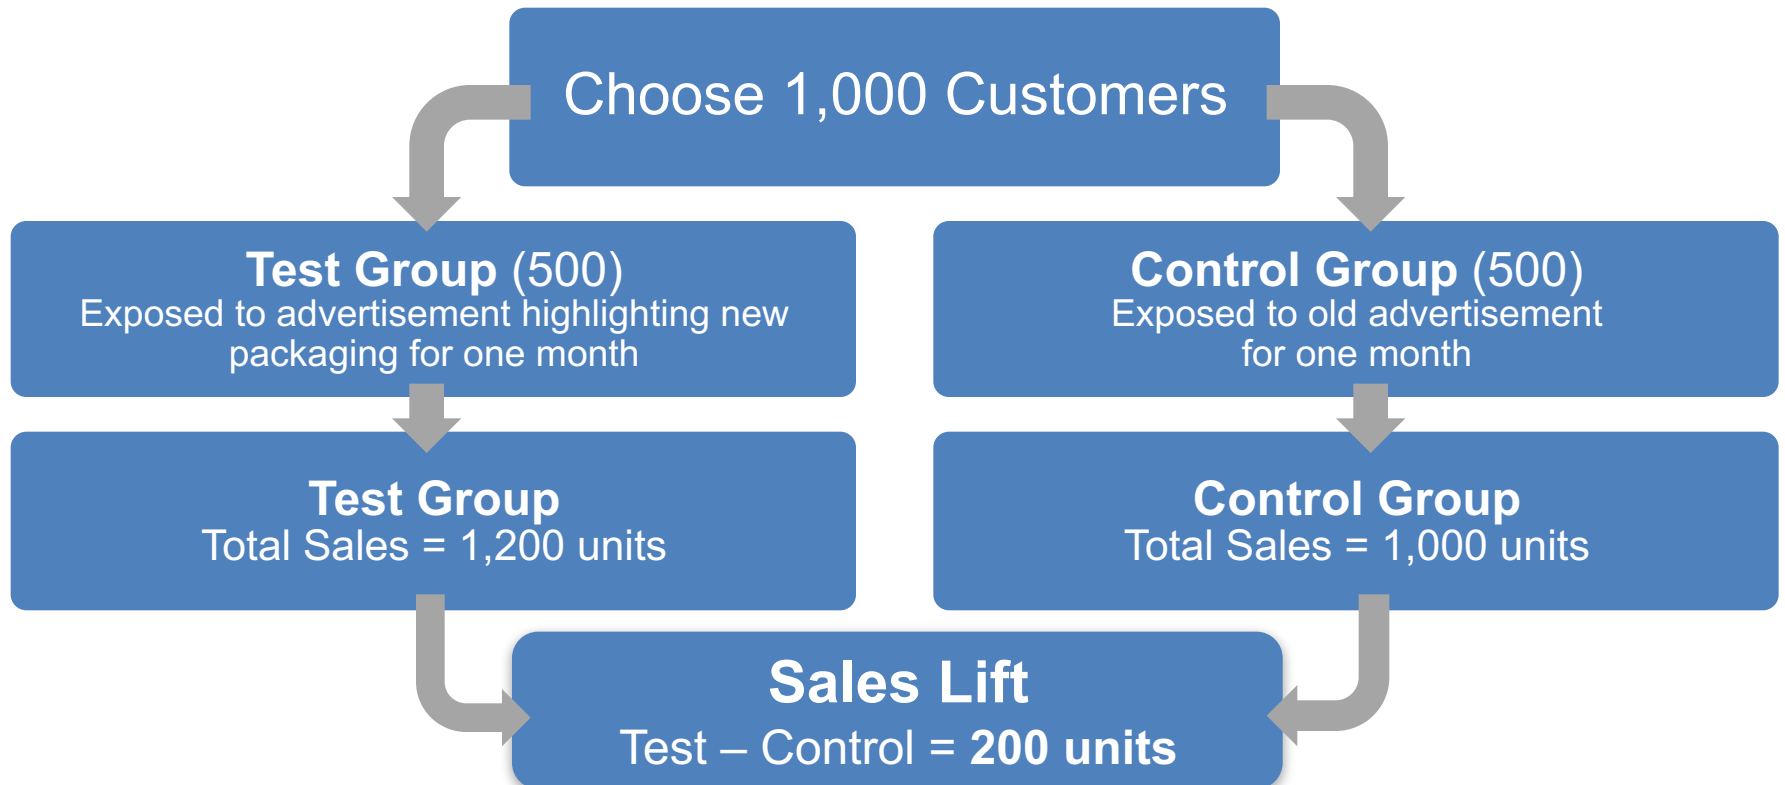 Choose 1,000 Customers
Test Group (500)
Exposed to advertisement highlighting new
packaging for one month
Control Group (500)
Exposed to old advertisement
for one month
Test Group
Total Sales = 1,200 units
Control Group
Total Sales = 1,000 units
Sales Lift
Test – Control = 200 units